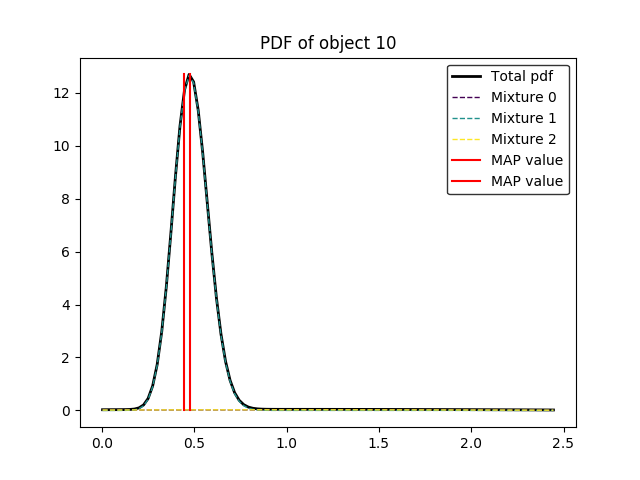 PDF of object 10
Total pdf
Mixture 0
Mixture 1
Mixture 2
MAP value
MAP value
12
10
8
6
4
2
0
0.0 0.5 1.0 1.5 2.0 2.5